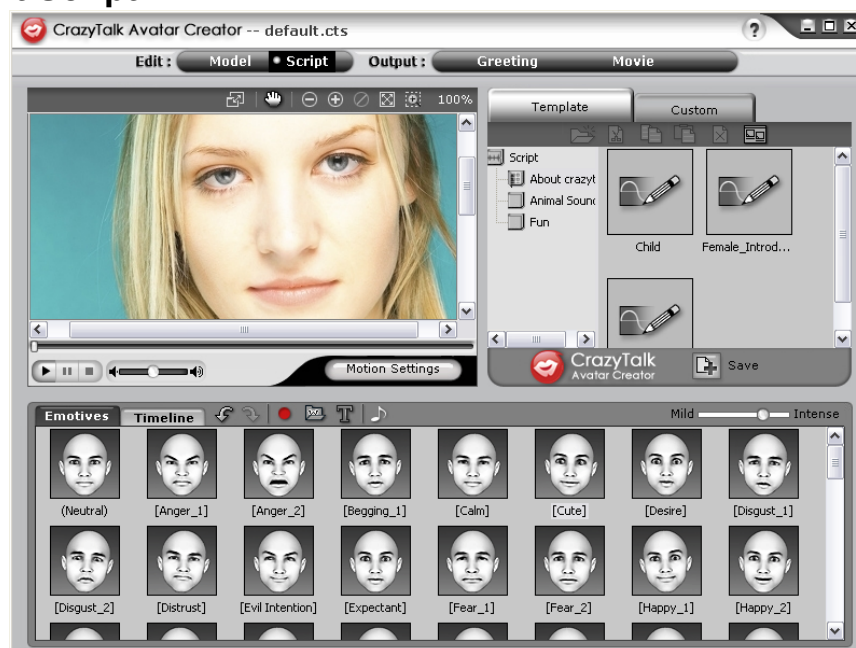 CrazyTalk Avatar Creator -- default.cts
?
Edit : Model Script Output : Greeting Movie
100%
Template Custom
Script
About crazyt
Animal Soun
Fun
Child
Female_Introd...
Motion Settings
CrazyTalk
Avatar Creator
Save
Emotives Timeline T Mild Intense
(Neutral) [Anger_1] [Anger_2] [Begging_1] [Calm] [Cute] [Desire] [Disgust_1]
[Disgust_2] [Distrust] [Evil Intention] [Expectant] [Fear_1] [Fear_2] [Happy_1] [Happy_2]